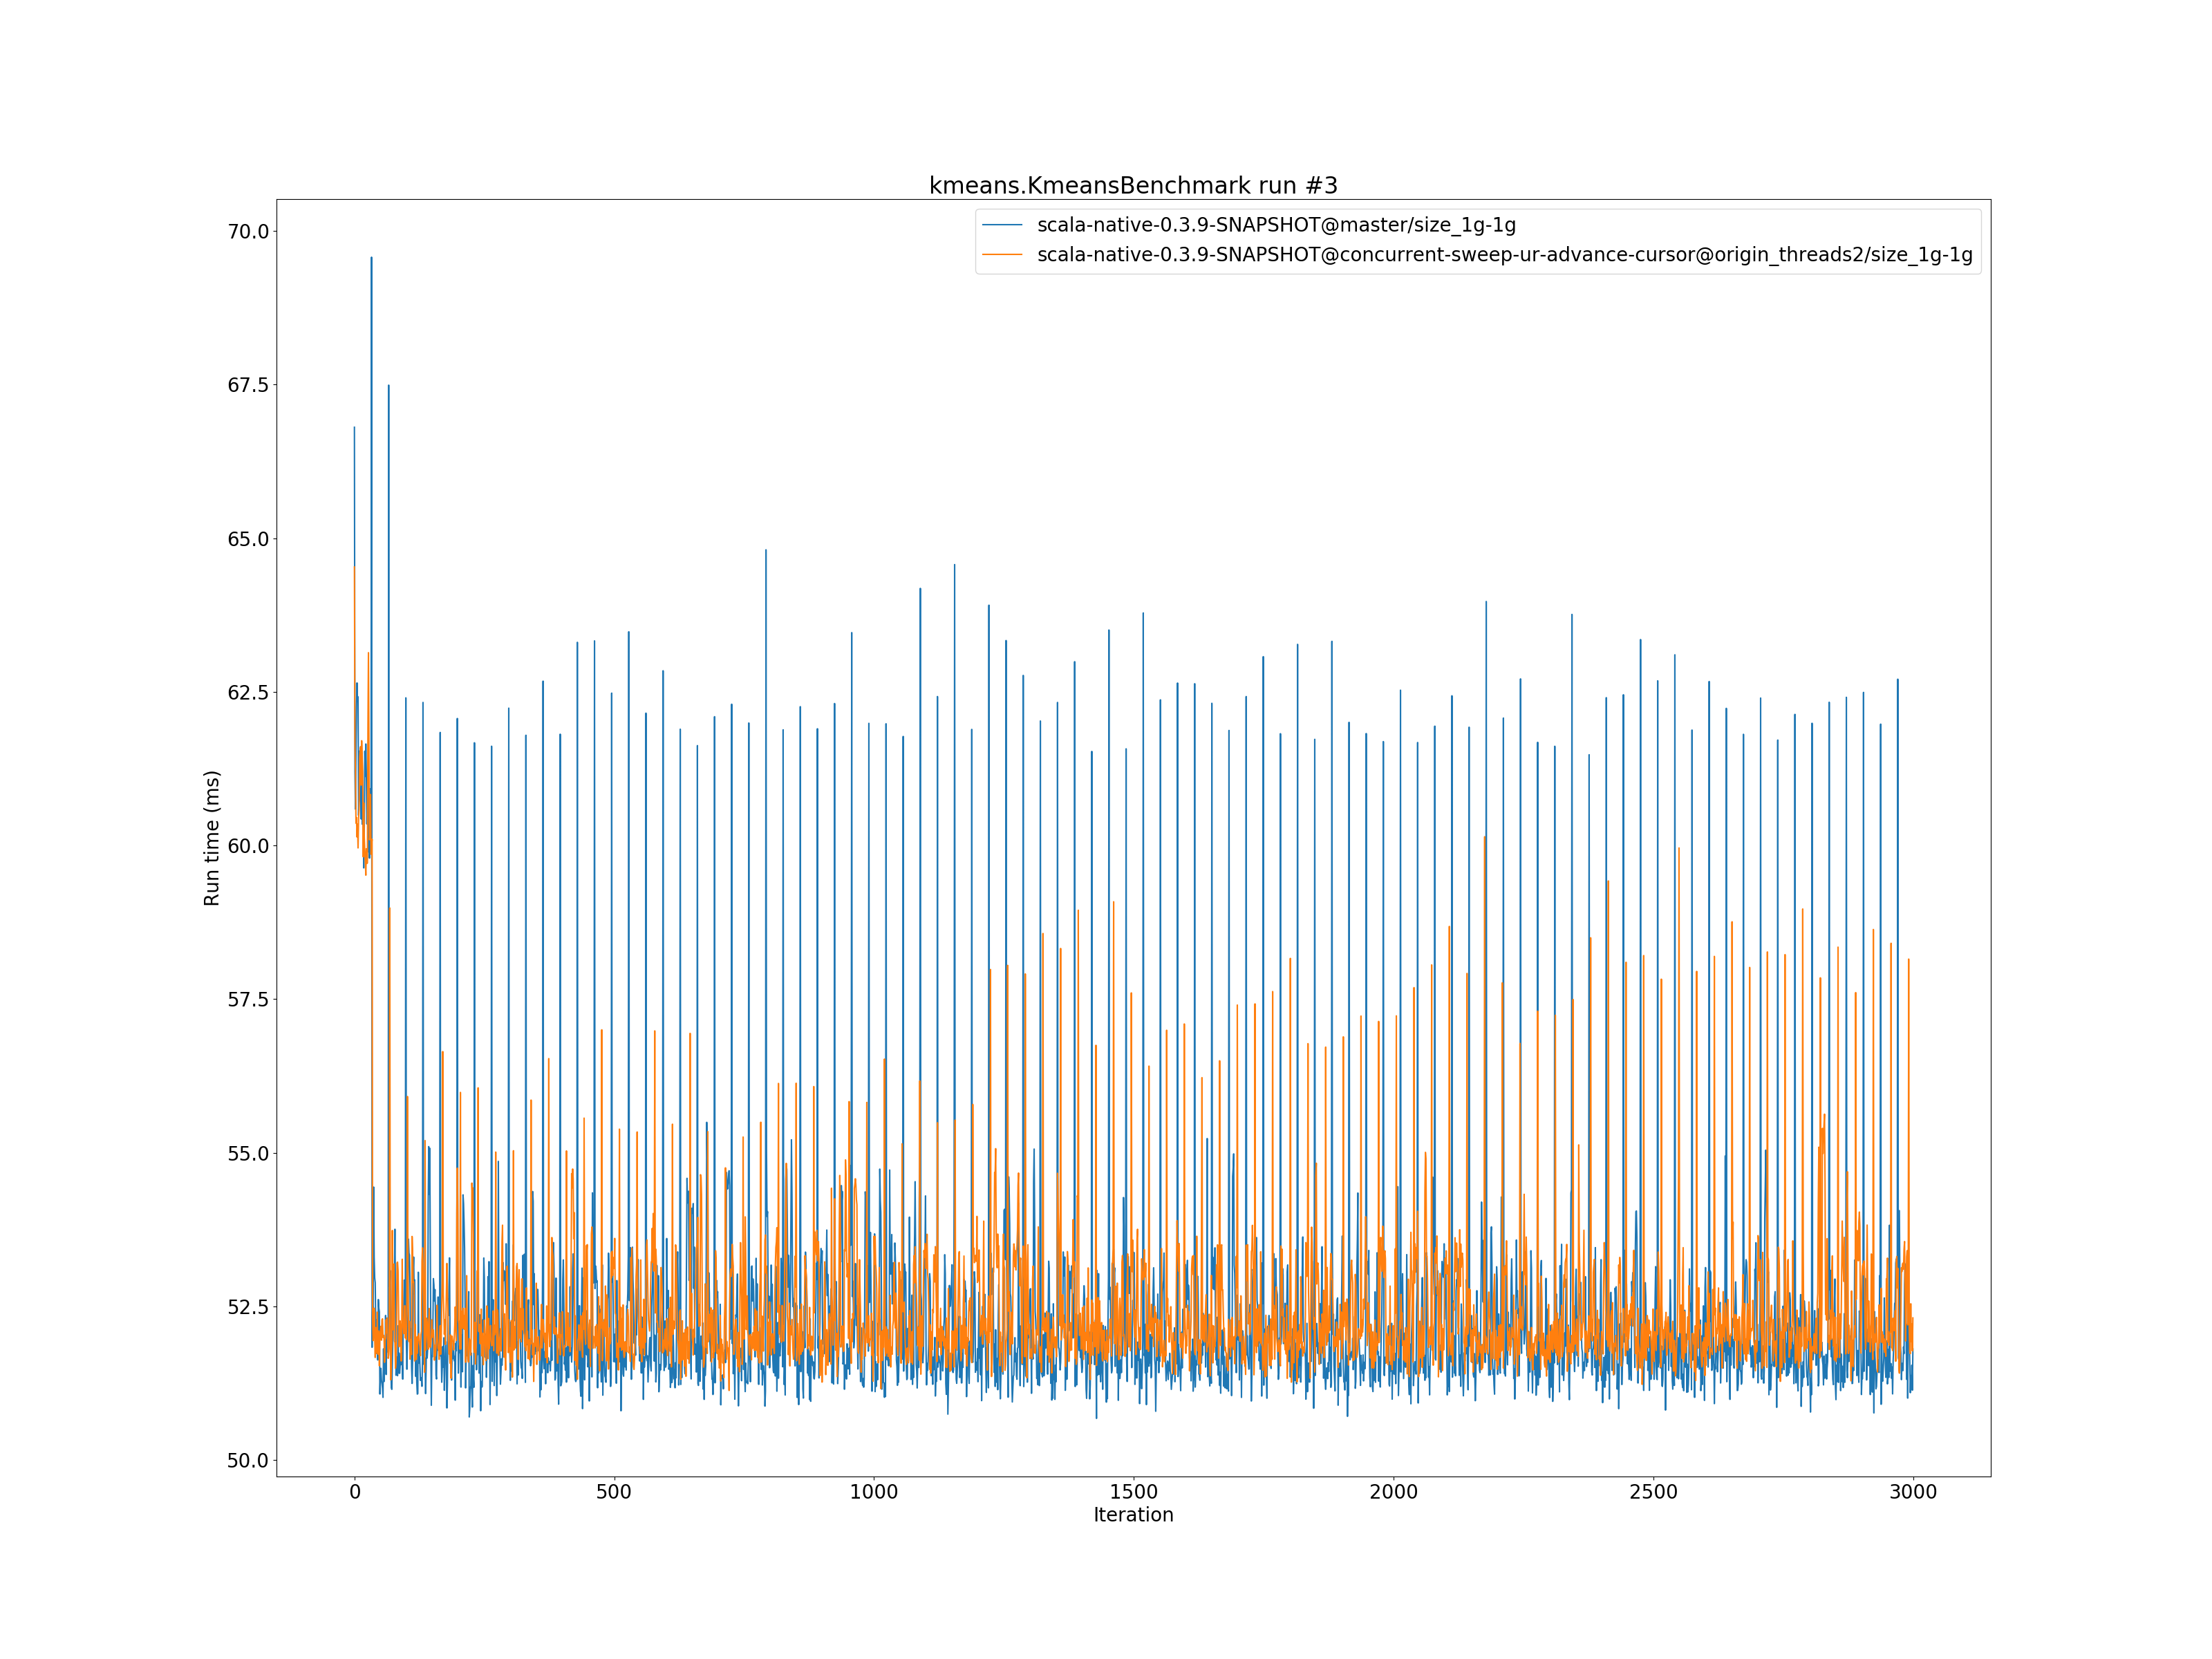 kmeans.KmeansBenchmark run #3
scala-native-0.3.9-SNAPSHOT@master/size_1g-1g
scala-native-0.3.9-SNAPSHOT@concurrent-sweep-ur-advance-cursor@origin_threads2/size_1g-1g
70.0
67.5
65.0
62.5
60.0
57.5
55.0
52.5
50.0
Run time (ms)
0 500 1000 1500 2000 2500 3000
Iteration